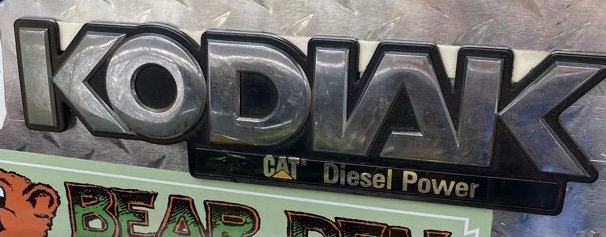 KODIAK
CAT® Diesel Power
BEAR DEN